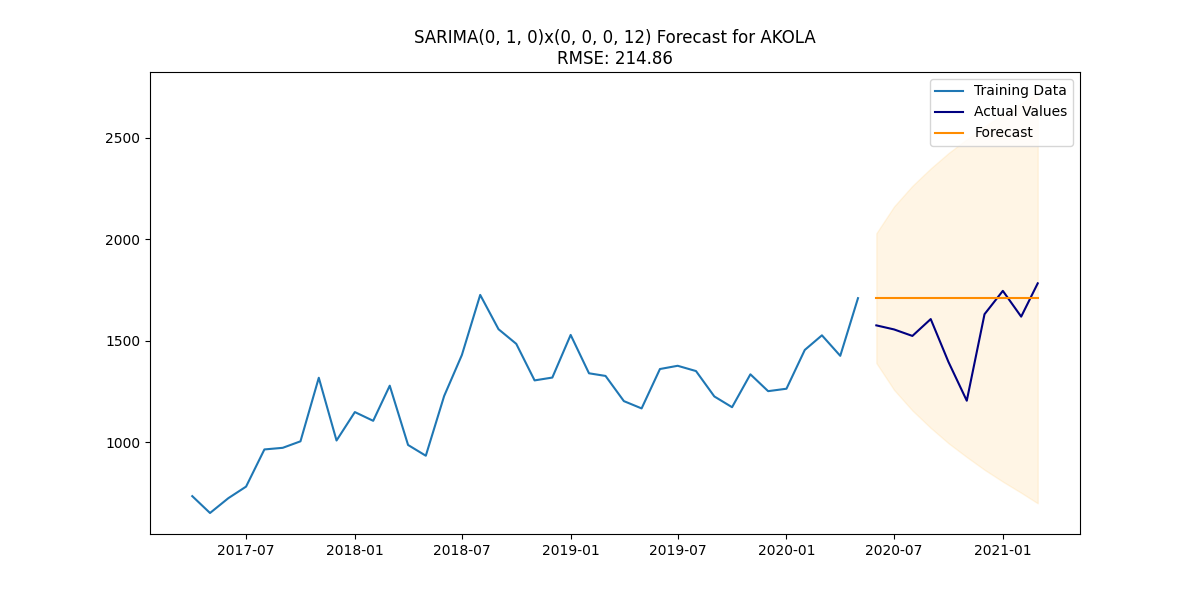 SARIMA(0, 1, 0)x(0, 0, 0, 12) Forecast for AKOLA
RMSE: 214.86
Training Data
Actual Values
Forecast
2500
2000
1500
1000
2017-07
2018-01
2018-07
2019-01
2019-07
2020-01
2020-07
2021-01